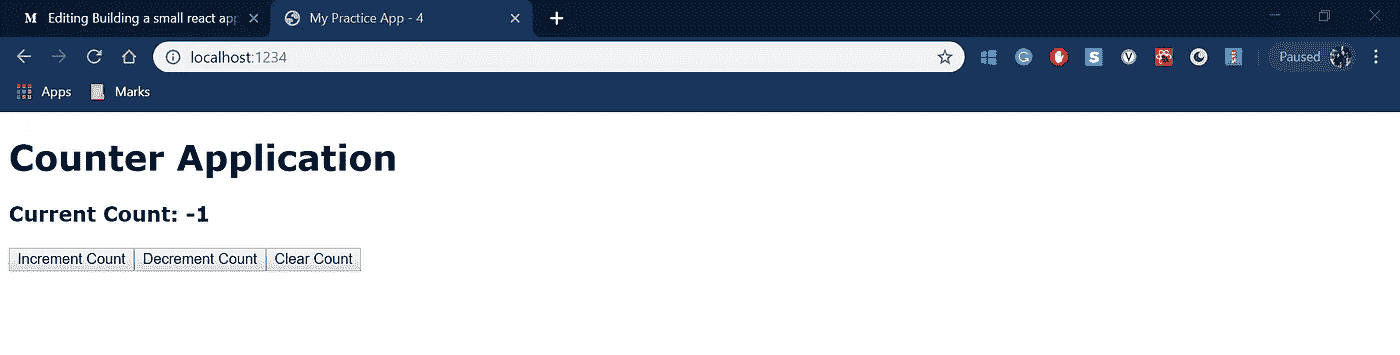 M Editing Building a small react app
My Practice App - 4
localhost:1234
G S V Paused
Apps Marks
Counter Application
Current Count: -1
Increment Count Decrement Count Clear Count